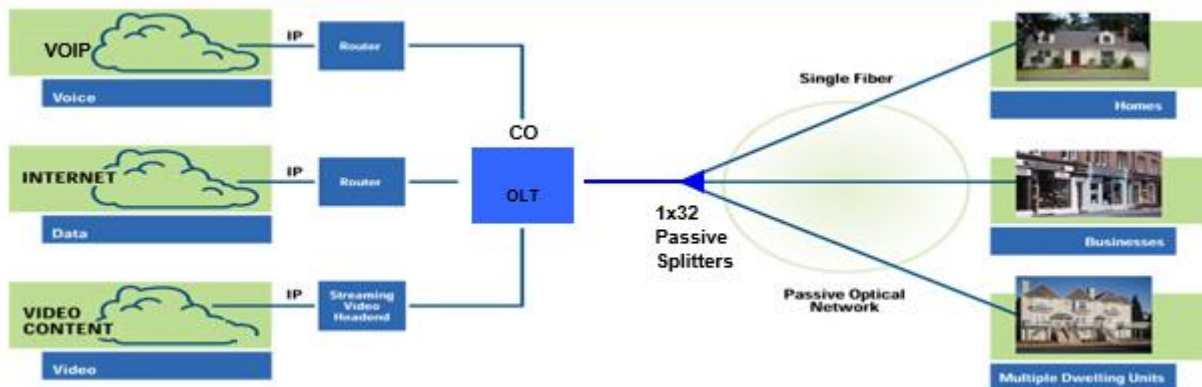 VOIP
IP
Router
Voice
CO
INTERNET
IP
Router
Data
OLT
VIDEO
CONTENT
IP
Streaming
Video
Headend
Video
Single Fiber
1x32
Passive
Splitters
Passive Optical
Network
Homes
Businesses
Multiple Dwelling Units